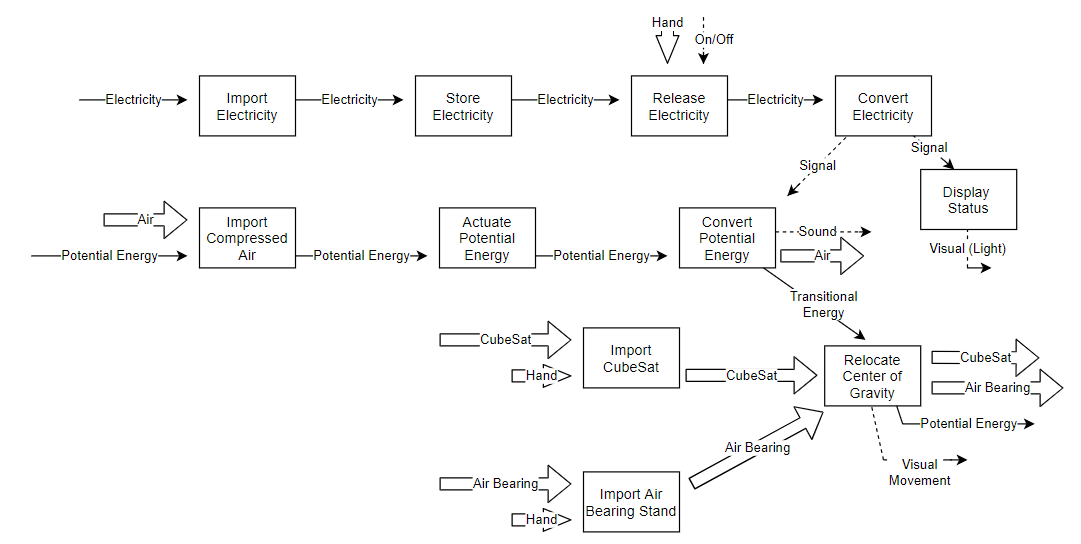 Hand
On/Off
Electricity
Import
Electricity
Electricity
Store
Electricity
Electricity
Release
Electricity
Electricity
Convert
Electricity
Signal
Signal
Display
Status
Visual (Light)
Air
Potential Energy
Import
Compressed
Air
Potential Energy
Actuate
Potential
Energy
Potential Energy
Convert
Potential
Energy
Sound
Air
Transitional
Energy
CubeSat
Hand
Import
CubeSat
CubeSat
Relocate
Center of
Gravity
CubeSat
Air Bearing
Potential Energy
Visual
Movement
Air Bearing
Air Bearing
Hand
Import Air
Bearing Stand